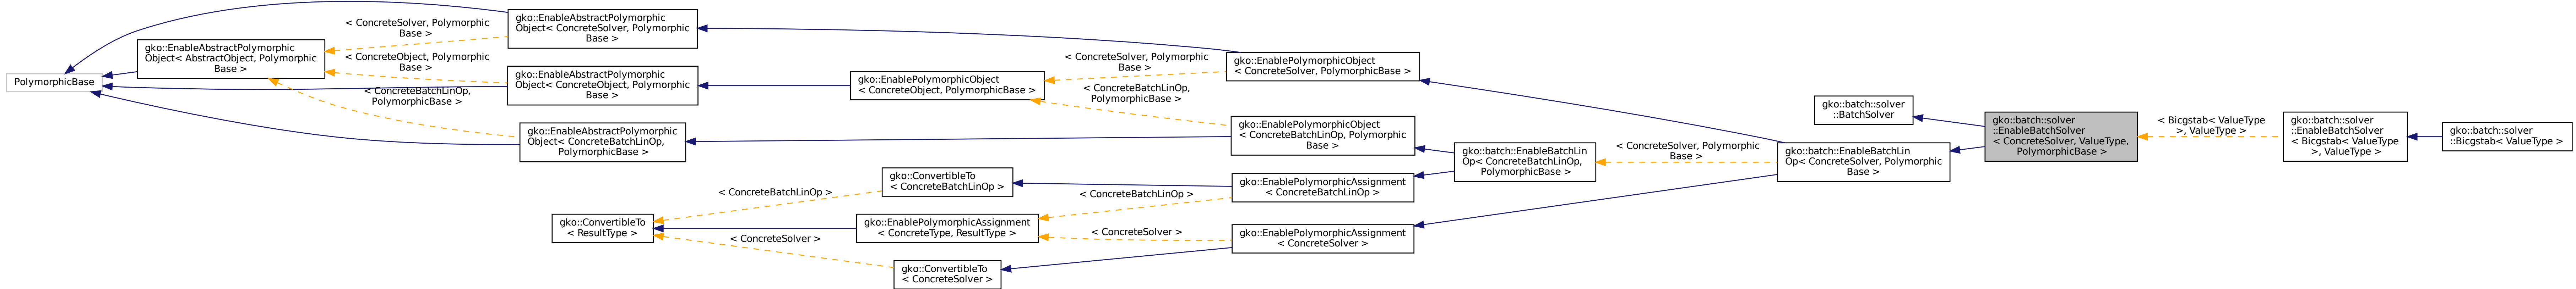 PolymorphicBase
gko::EnableAbstractPolymorphic
Object< AbstractObject, Polymorphic
Base >
< ConcreteSolver, Polymorphic
Base >
< ConcreteObject, Polymorphic
Base >
< ConcreteBatchLinOp,
PolymorphicBase >
gko::EnableAbstractPolymorphic
Object< ConcreteSolver, Polymorphic
Base >
gko::EnableAbstractPolymorphic
Object< ConcreteObject, Polymorphic
Base >
gko::EnableAbstractPolymorphic
Object< ConcreteBatchLinOp,
PolymorphicBase >
gko::ConvertibleTo
< ResultType >
< ConcreteBatchLinOp >
< ConcreteSolver >
gko::EnablePolymorphicObject
< ConcreteObject, PolymorphicBase >
gko::ConvertibleTo
< ConcreteBatchLinOp >
gko::EnablePolymorphicAssignment
< ConcreteType, ResultType >
gko::ConvertibleTo
< ConcreteSolver >
< ConcreteSolver, Polymorphic
Base >
< ConcreteBatchLinOp,
PolymorphicBase >
< ConcreteBatchLinOp >
< ConcreteSolver >
gko::EnablePolymorphicObject
< ConcreteSolver, PolymorphicBase >
gko::EnablePolymorphicObject
< ConcreteBatchLinOp, Polymorphic
Base >
gko::EnablePolymorphicAssignment
< ConcreteBatchLinOp >
gko::EnablePolymorphicAssignment
< ConcreteSolver >
gko::batch::EnableBatchLin
Op< ConcreteBatchLinOp,
PolymorphicBase >
< ConcreteSolver, Polymorphic
Base >
gko::batch::solver
::BatchSolver
gko::batch::EnableBatchLin
Op< ConcreteSolver, Polymorphic
Base >
gko::batch::solver
::EnableBatchSolver
< ConcreteSolver, ValueType,
PolymorphicBase >
< Bicgstab< ValueType
>, ValueType >
gko::batch::solver
::EnableBatchSolver
< Bicgstab< ValueType
>, ValueType >
gko::batch::solver
::Bicgstab< ValueType >